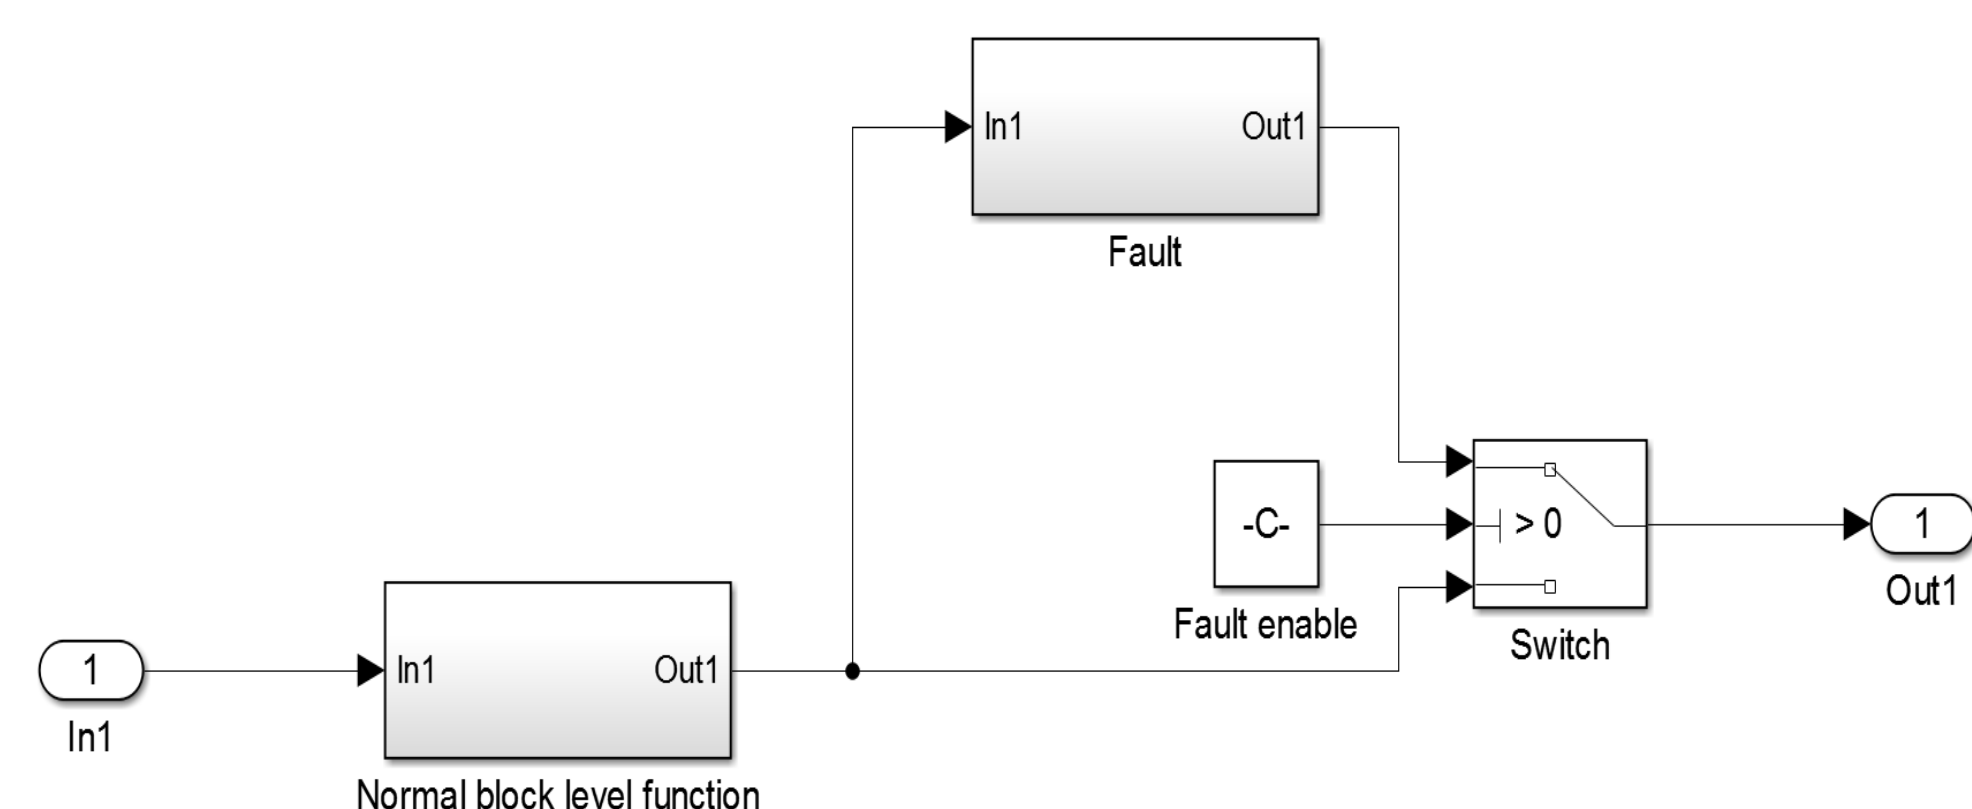 In1
Out1
Fault
-C-
> 0
Fault enable
Switch
1
Out1
1
In1
In1
Out1
Normal block level function